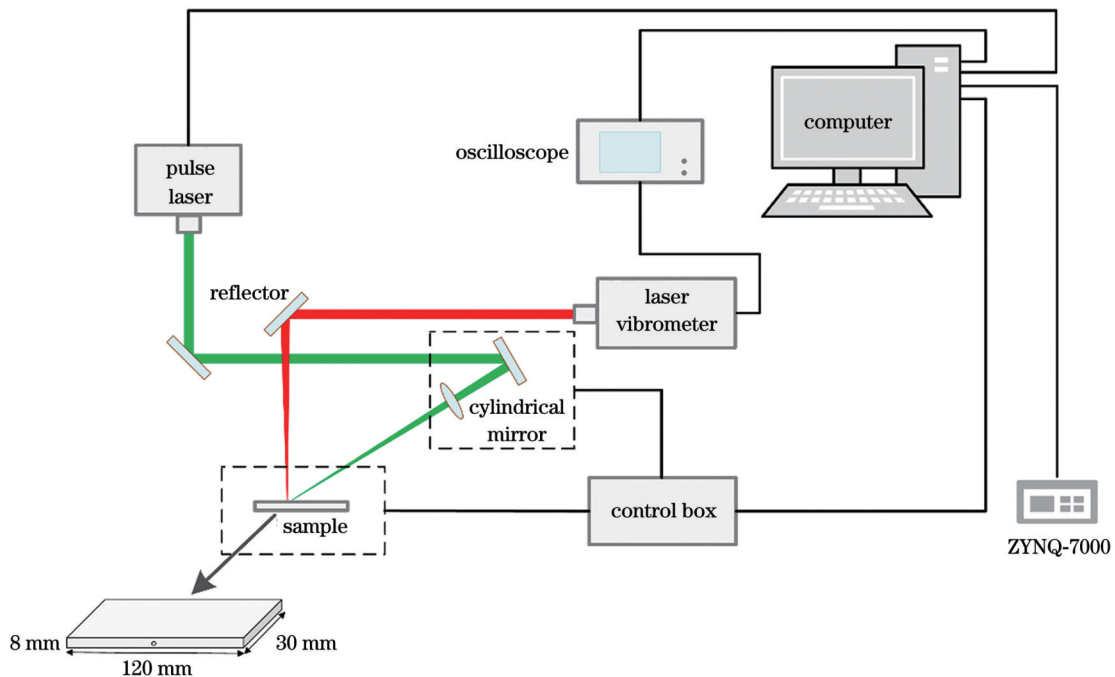 pulse
laser
oscilloscope
computer
reflector
laser
vibrometer
cylindrical
mirror
sample
control box
ZYNQ-7000
8 mm
30 mm
120 mm